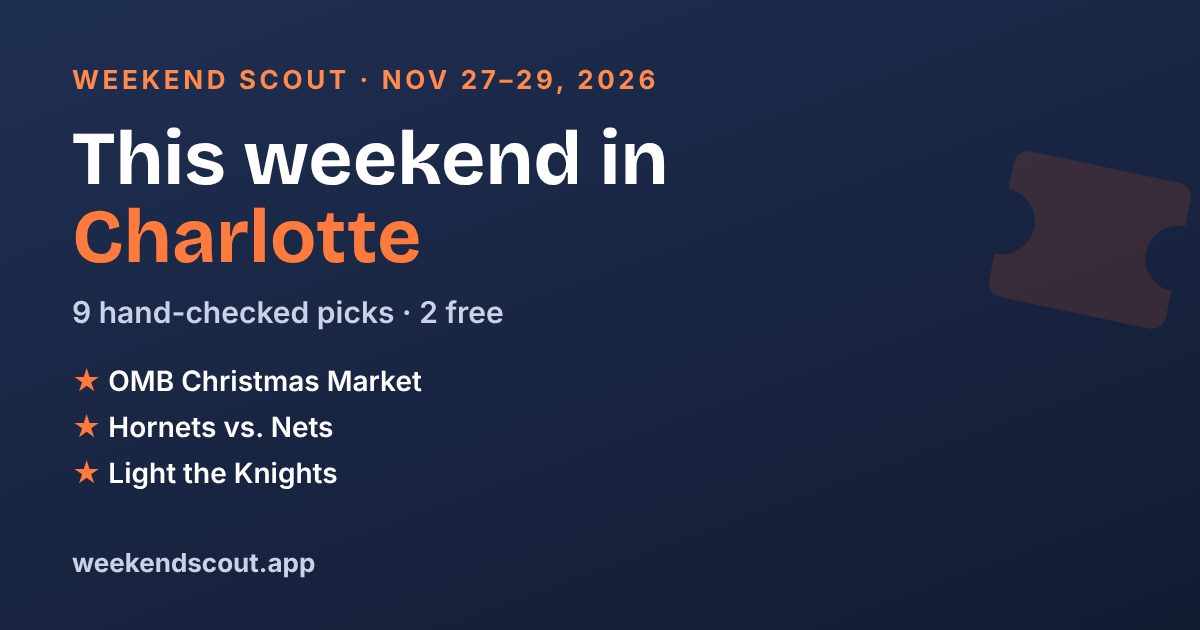 WEEKEND SCOUT · NOV 27–29, 2026
This weekend in
Charlotte
9 hand-checked picks · 2 free
★ OMB Christmas Market
★ Hornets vs. Nets
★ Light the Knights
weekendscout.app